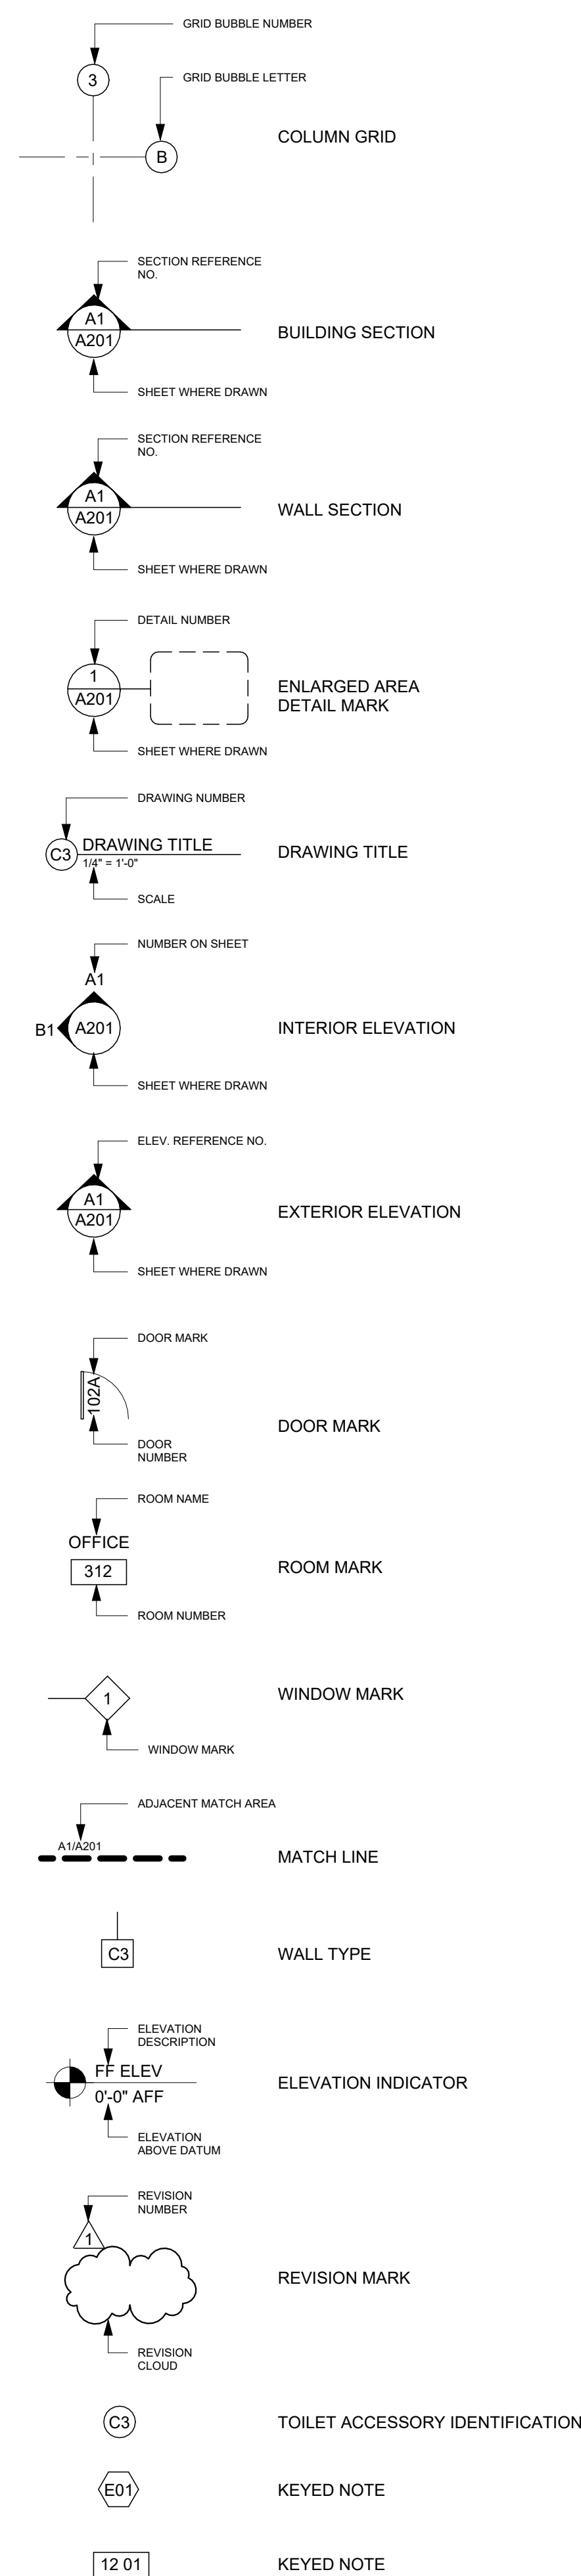 GRID BUBBLE NUMBER
3
GRID BUBBLE LETTER
B
COLUMN GRID
SECTION REFERENCE
NO.
A1
A201
BUILDING SECTION
SHEET WHERE DRAWN
SECTION REFERENCE
NO.
A1
A201
WALL SECTION
SHEET WHERE DRAWN
DETAIL NUMBER
1
A201
ENLARGED AREA
DETAIL MARK
SHEET WHERE DRAWN
DRAWING NUMBER
C3
DRAWING TITLE
1/4" = 1'-0"
DRAWING TITLE
SCALE
NUMBER ON SHEET
A1
B1
A201
INTERIOR ELEVATION
SHEET WHERE DRAWN
ELEV. REFERENCE NO.
A1
A201
EXTERIOR ELEVATION
SHEET WHERE DRAWN
DOOR MARK
102A
DOOR MARK
DOOR
NUMBER
ROOM NAME
OFFICE
312
ROOM MARK
ROOM NUMBER
1
WINDOW MARK
WINDOW MARK
ADJACENT MATCH AREA
A1/A201
MATCH LINE
C3
WALL TYPE
ELEVATION
DESCRIPTION
FF ELEV
0'-0" AFF
ELEVATION INDICATOR
ELEVATION
ABOVE DATUM
REVISION
NUMBER
1
REVISION MARK
REVISION
CLOUD
C3
TOILET ACCESSORY IDENTIFICATION
E01
KEYED NOTE
12 01
KEYED NOTE